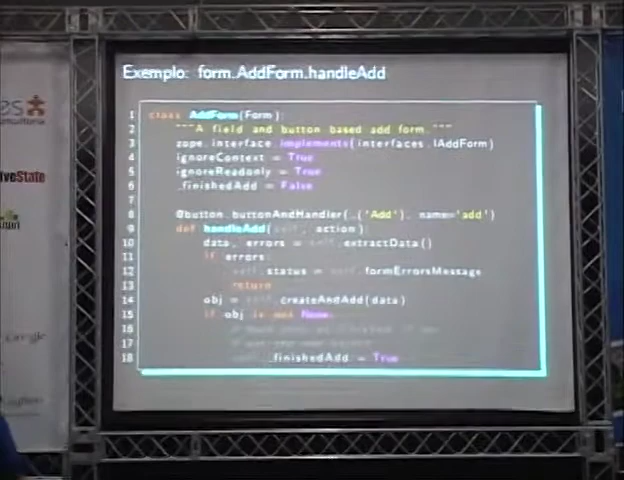 Exemplo: form.AddForm.handleAdd
1 class AddForm(Form):
2 """A field and button based add form."""
3 zope.interface.implements(interfaces.IAddForm)
4 ignoreContext = True
5 ignoreReadonly = True
6 _finishedAdd = False
7
8 @button.buttonAndHandler(_('Add'), name='add')
9 def handleAdd(self, action):
10 data, errors = self.extractData()
11 if errors:
12 self.status = self.formErrorsMessage
13 return
14 obj = self.createAndAdd(data)
15 if obj is not None:
16
17
18 self._finishedAdd = True
iveState
Google